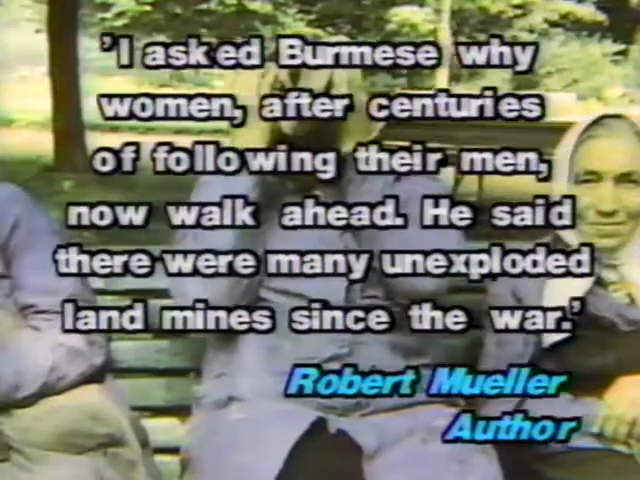 'I asked Burmese why
women, after centuries
of following their men,
now walk ahead. He said
there were many unexploded
land mines since the war.'
Robert Mueller
Author